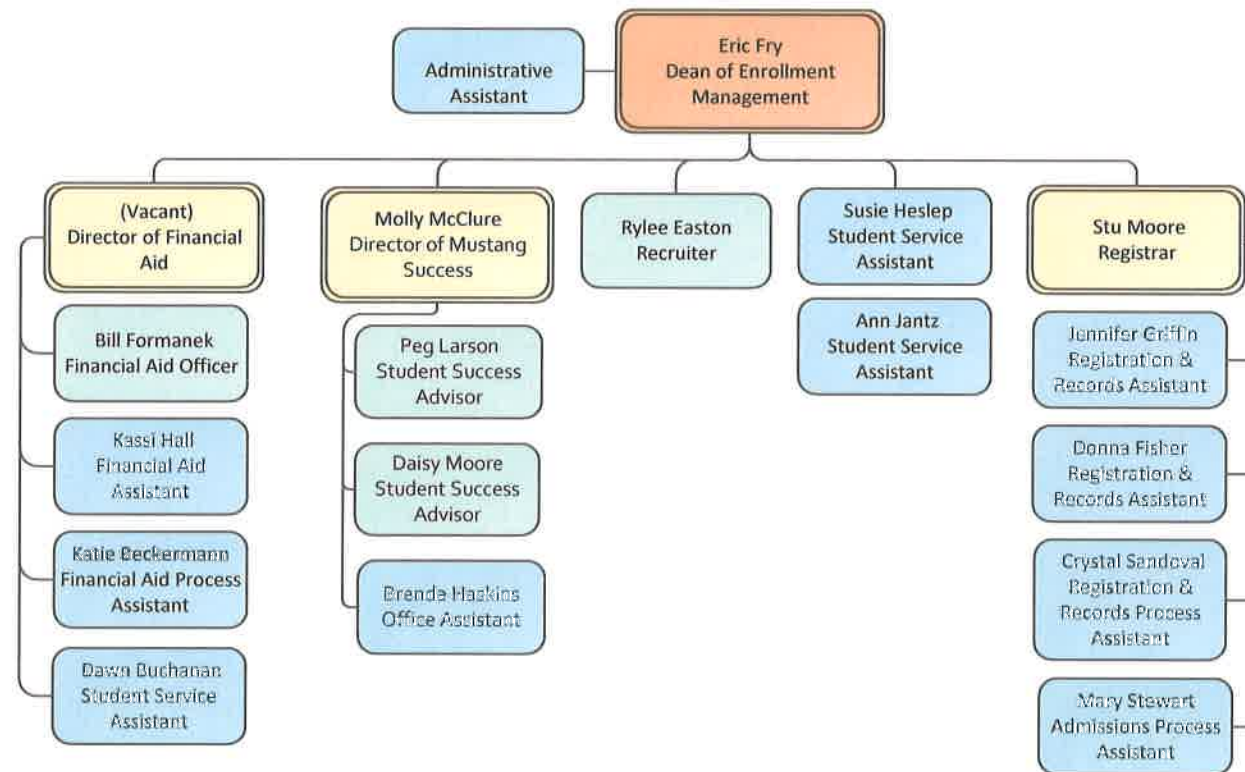 Administrative
Assistant
Eric Fry
Dean of Enrollment
Management
(Vacant)
Director of Financial
Aid
Bill Formanek
Financial Aid Officer
Kassi Hall
Financial Aid
Assistant
Katie Beckermann
Financial Aid Process
Assistant
Dawn Buchanan
Student Service
Assistant
Molly McClure
Director of Mustang
Success
Peg Larson
Student Success
Advisor
Daisy Moore
Student Success
Advisor
Brenda Haskins
Office Assistant
Rylee Easton
Recruiter
Susie Heslep
Student Service
Assistant
Ann Jantz
Student Service
Assistant
Stu Moore
Registrar
Jennifer Griffin
Registration &
Records Assistant
Donna Fisher
Registration &
Records Assistant
Crystal Sandoval
Registration &
Records Process
Assistant
Mary Stewart
Admissions Process
Assistant